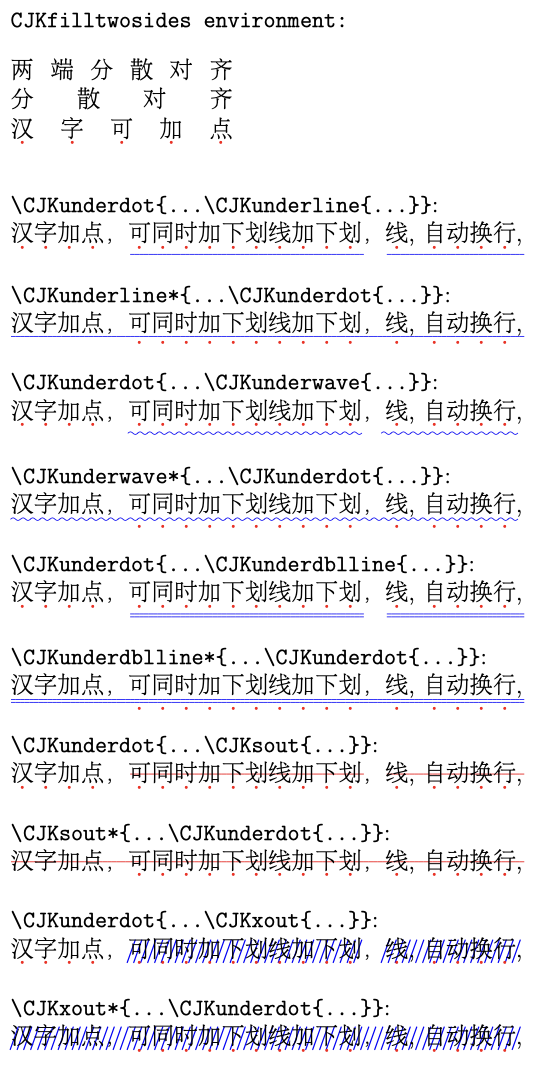 CJKfilltwosides environment:
两 端 分 散 对 齐
分 散 对 齐
汉 字 可 加 点
\CJKunderdot{...\CJKunderline{...}}:
汉字加点，可同时加下划线加下划，线, 自动换行,
\CJKunderline*{...\CJKunderdot{...}}:
汉字加点，可同时加下划线加下划，线, 自动换行,
\CJKunderdot{...\CJKunderwave{...}}:
汉字加点，可同时加下划线加下划，线, 自动换行,
\CJKunderwave*{...\CJKunderdot{...}}:
汉字加点，可同时加下划线加下划，线, 自动换行,
\CJKunderdot{...\CJKunderdblline{...}}:
汉字加点，可同时加下划线加下划，线, 自动换行,
\CJKunderdblline*{...\CJKunderdot{...}}:
汉字加点，可同时加下划线加下划，线, 自动换行,
\CJKunderdot{...\CJKsout{...}}:
汉字加点，可同时加下划线加下划，线, 自动换行,
\CJKsout*{...\CJKunderdot{...}}:
汉字加点，可同时加下划线加下划，线, 自动换行,
\CJKunderdot{...\CJKxout{...}}:
汉字加点，可同时加下划线加下划，线, 自动换行,
\CJKxout*{...\CJKunderdot{...}}:
汉字加点，可同时加下划线加下划，线, 自动换行,